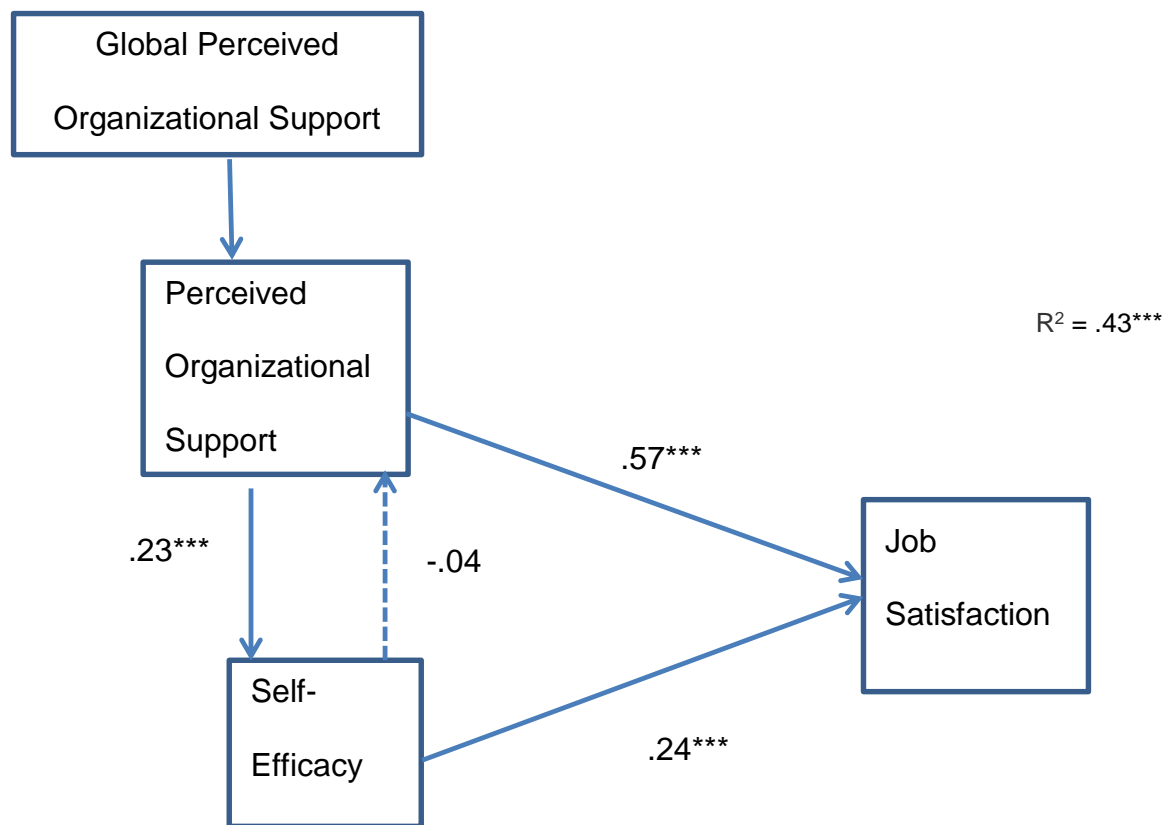 Global Perceived
Organizational Support
Perceived
Organizational
Support
R² = .43***
.57***
.23***
-.04
Job
Satisfaction
Self-
Efficacy
.24***